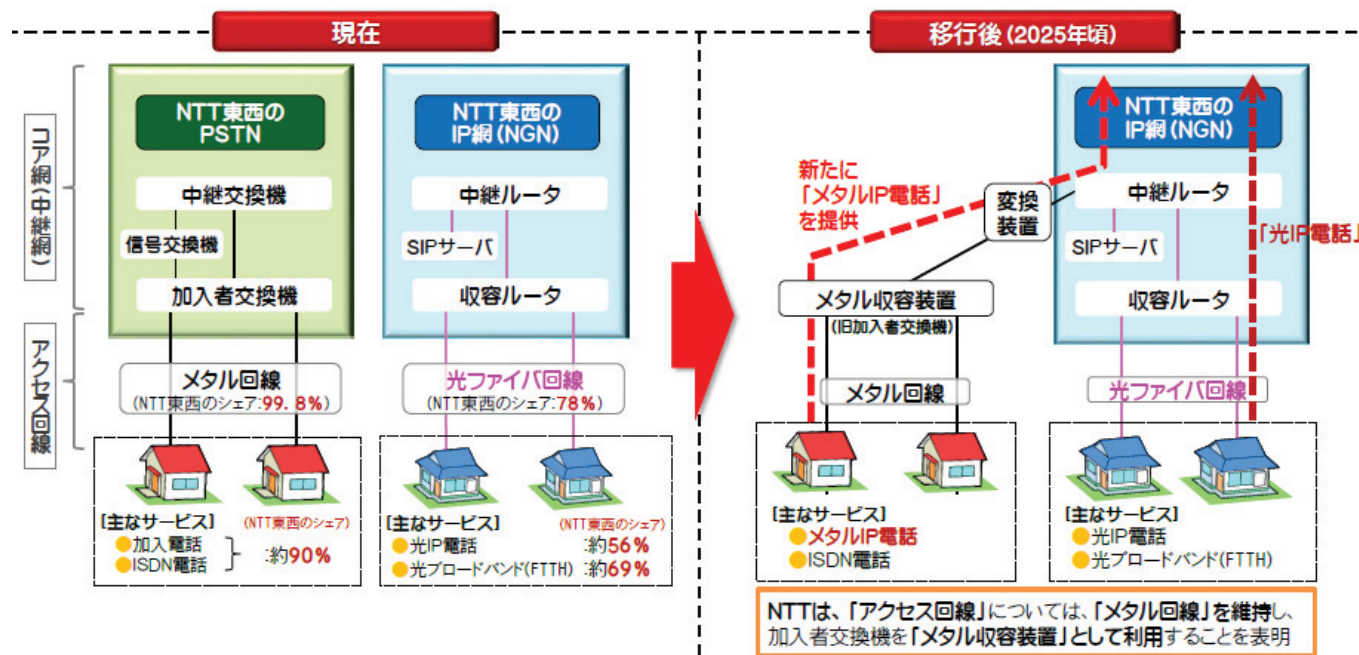 現在
コア網(中継網)
アクセス回線
NTT東西の
PSTN
中継交換機
信号交換機
加入者交換機
メタル回線
(NTT東西のシェア:99.8%)
[主なサービス]
(NTT東西のシェア)
●加入電話
●ISDN電話
:約90%
NTT東西の
IP網(NGN)
中継ルータ
SIPサーバ
収容ルータ
光ファイバ回線
(NTT東西のシェア:78%)
[主なサービス]
(NTT東西のシェア)
●光IP電話 :約56%
●光ブロードバンド(FTTH) :約69%
移行後(2025年頃)
新たに
「メタルIP電話」
を提供
変換
装置
メタル収容装置
(旧加入者交換機)
メタル回線
[主なサービス]
●メタルIP電話
●ISDN電話
NTT東西の
IP網(NGN)
中継ルータ
SIPサーバ
「光IP電話」
収容ルータ
光ファイバ回線
[主なサービス]
●光IP電話
●光ブロードバンド(FTTH)
NTTは、「アクセス回線」については、「メタル回線」を維持し、
加入者交換機を「メタル収容装置」として利用することを表明